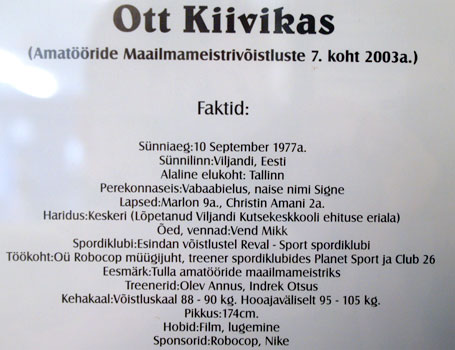 Ott Kiivikas
(Amatööride Maailmameistrivõistluste 7. koht 2003a.)
Faktid:
Sünniaeg:10 September 1977a.
Sünnilinn:Viljandi, Eesti
Alaline elukoht: Tallinn
Perekonnaseis:Vabaabielus, naise nimi Signe
Lapsed:Marlon 9a., Christin Amani 2a.
Haridus:Keskeri (Lõpetanud Viljandi Kutsekeskkooli ehituse eriala)
Õed, vennad:Vend Mikk
Spordiklubi:Esindan võistlustel Reval - Sport spordiklubi
Töökoht:Oü Robocop müügijuht, treener spordiklubides Planet Sport ja Club 26
Eesmärk:Tulla amatööride maailmameistriks
Treenerid:Olev Annus, Indrek Otsus
Kehakaal:Võistluskaal 88 - 90 kg. Hooajaväliselt 95 - 105 kg.
Pikkus:174cm.
Hobid:Film, lugemine
Sponsorid:Robocop, Nike